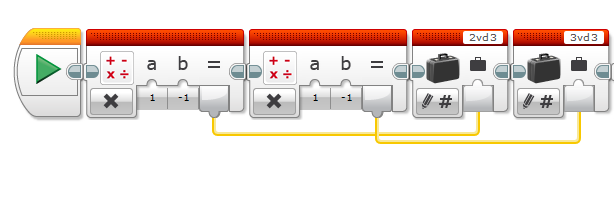 2vd3 3vd3
+ - x ÷ a b = + - x ÷ a b =
1 -1 1 -1 # #